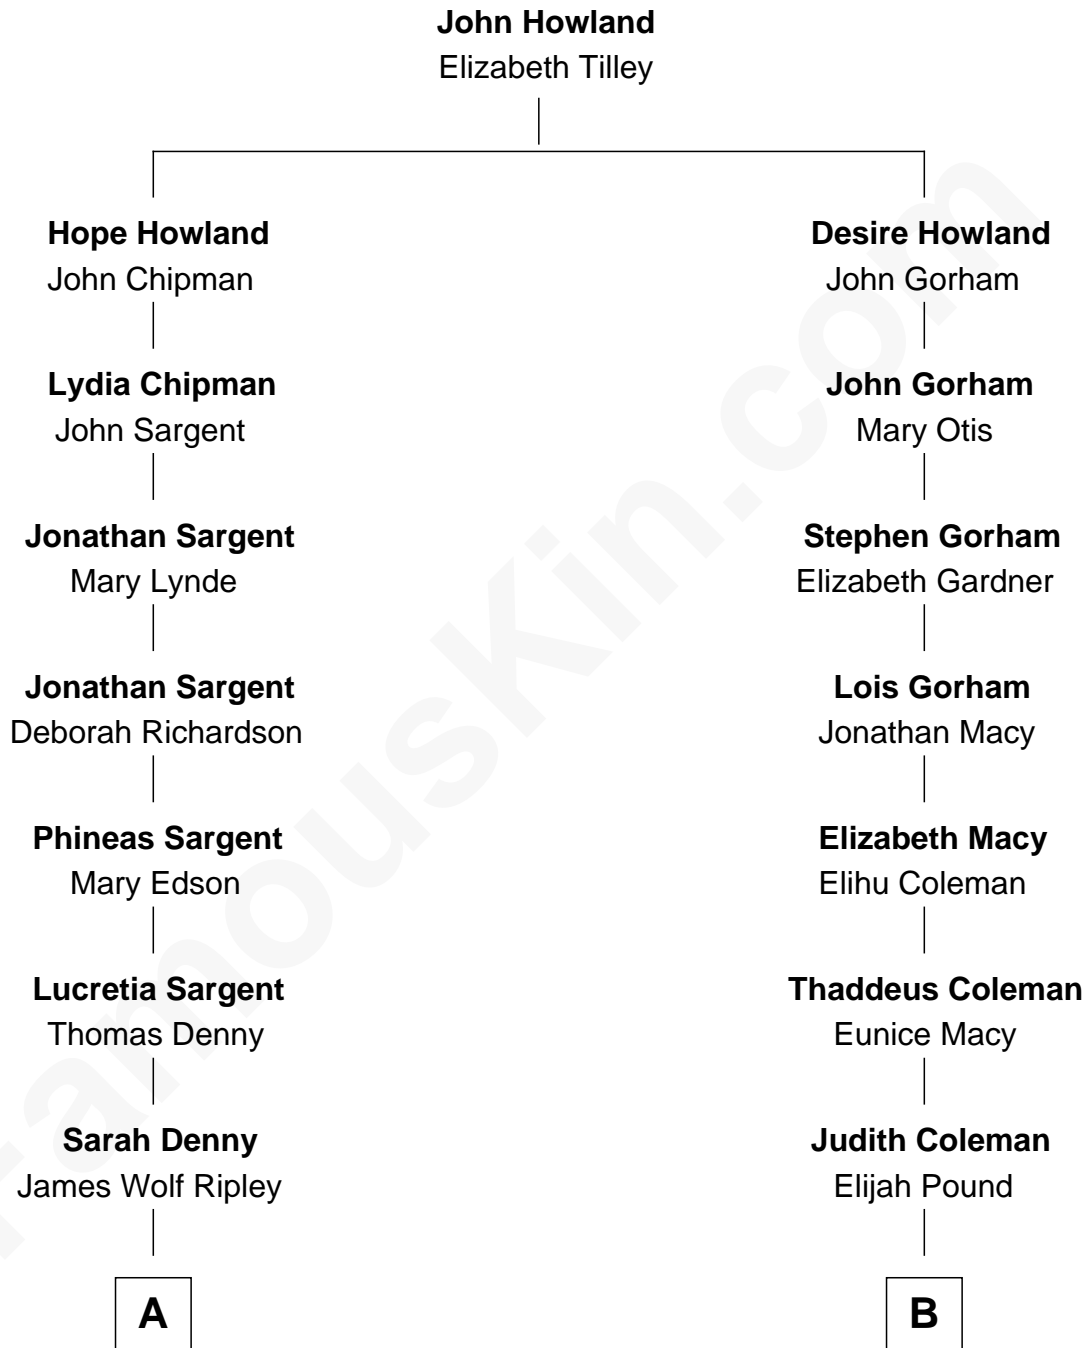 John Howland
Elizabeth Tilley
Hope Howland
John Chipman
Desire Howland
John Gorham
Lydia Chipman
John Sargent
John Gorham
Mary Otis
Jonathan Sargent
Mary Lynde
Stephen Gorham
Elizabeth Gardner
Jonathan Sargent
Deborah Richardson
Lois Gorham
Jonathan Macy
Phineas Sargent
Mary Edson
Elizabeth Macy
Elihu Coleman
Lucretia Sargent
Thomas Denny
Thaddeus Coleman
Eunice Macy
Sarah Denny
James Wolf Ripley
Judith Coleman
Elijah Pound
A
B
FamousKin.com